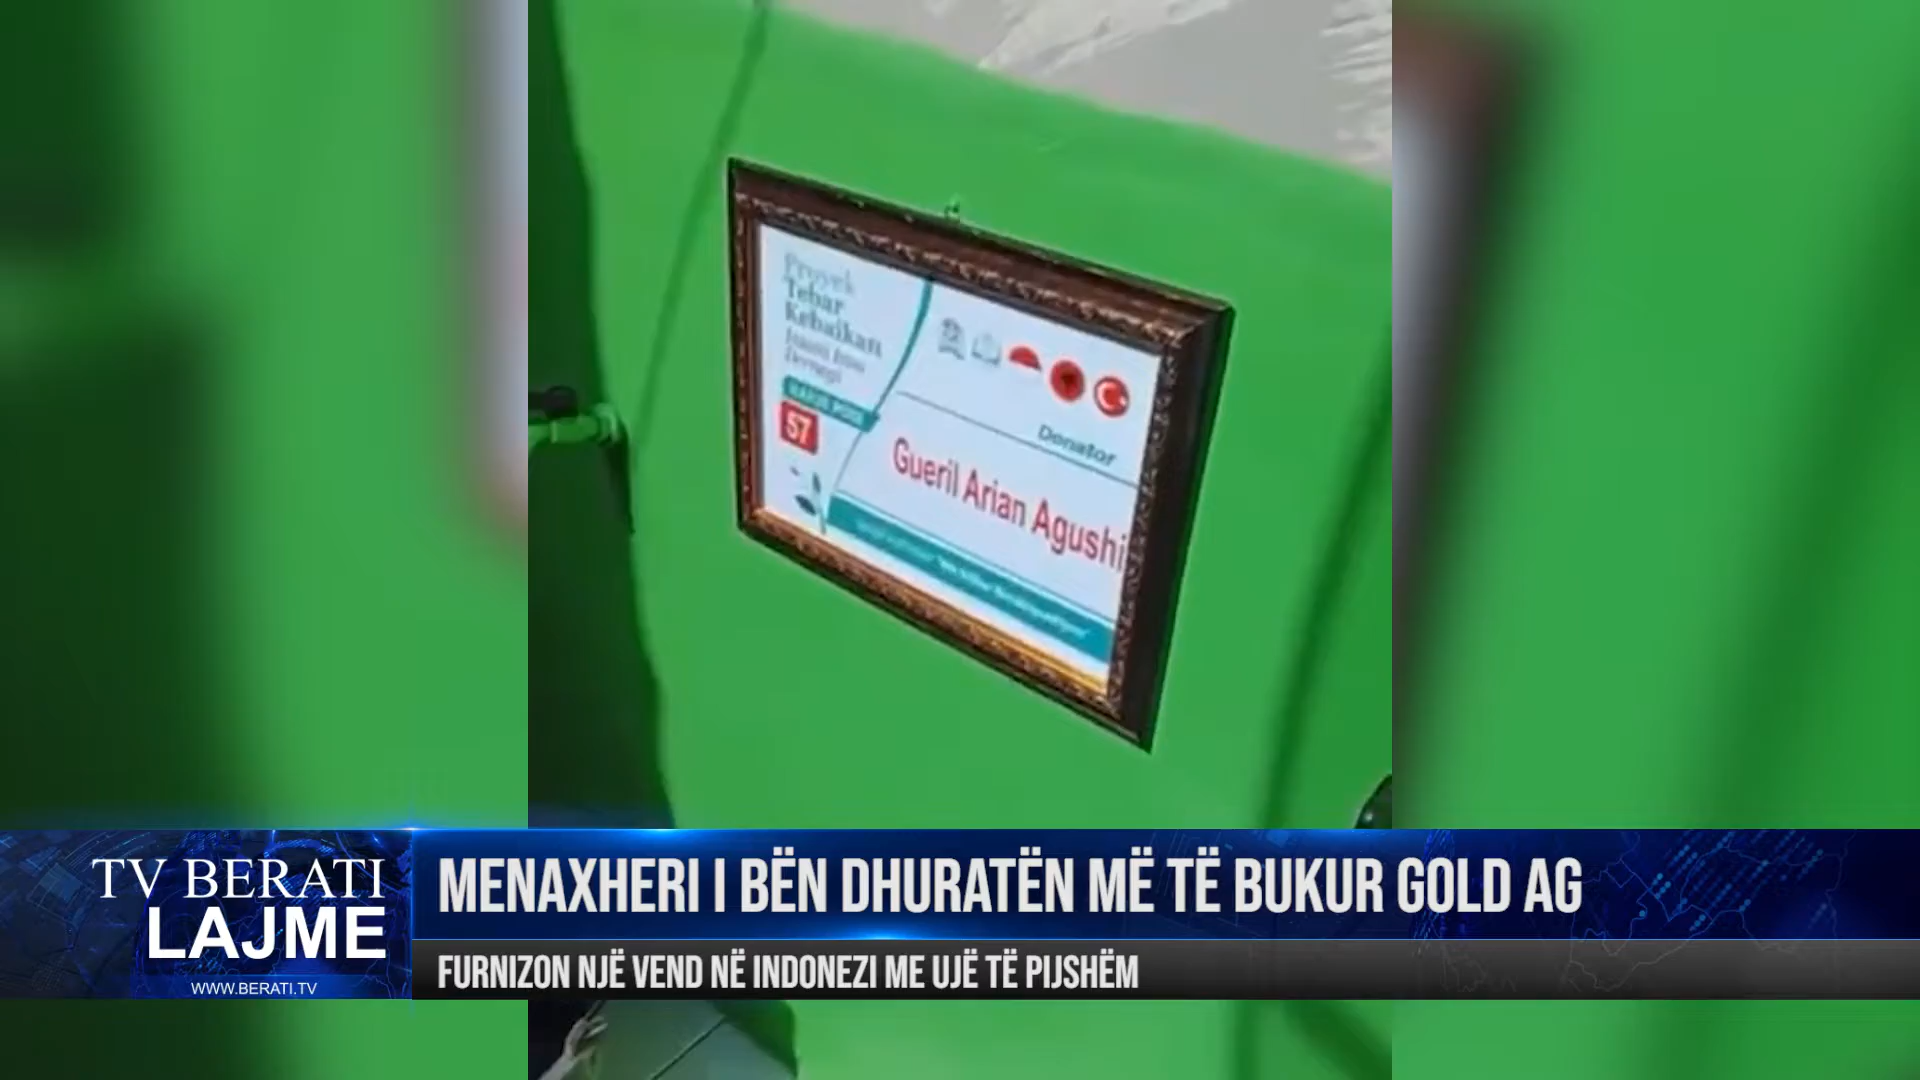 Proyek
Tebar
Kebaikan
57
Donator
Gueril Arian Agushi
TV BERATI
LAJME
WWW.BERATI.TV
MENAXHERI I BËN DHURATËN MË TË BUKUR GOLD AG
FURNIZON NJË VEND NË INDONEZI ME UJË TË PIJSHËM